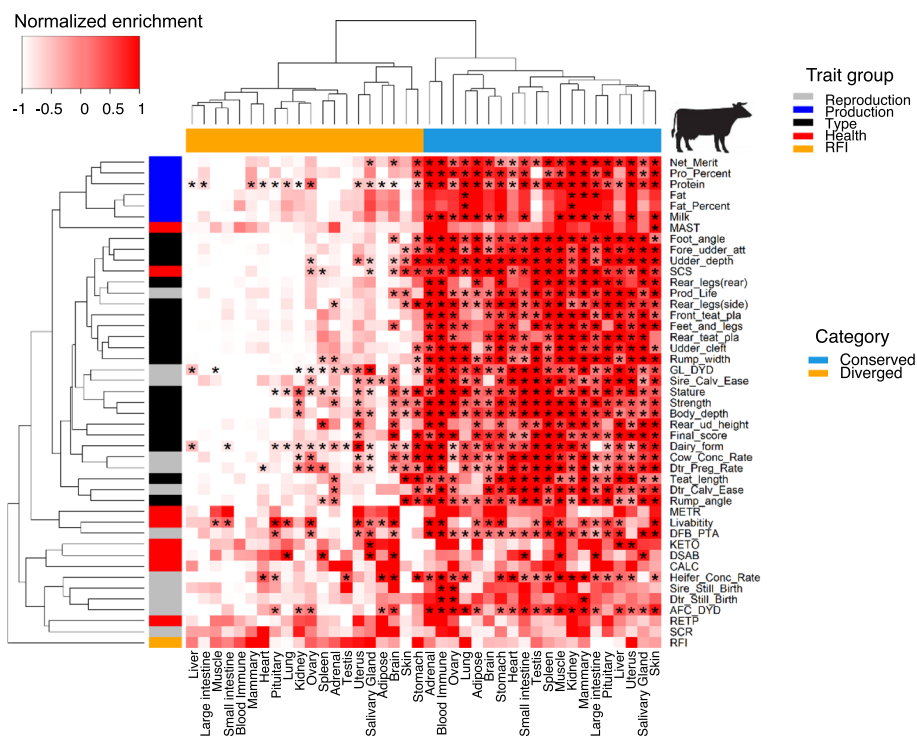 Normalized enrichment
-1 -0.5 0 0.5 1
Trait group
Reproduction
Production
Type
Health
RFI
Category
Conserved
Diverged
Net_Merit
Pro_Percent
Protein
Fat
Fat_Percent
Milk
MAST
Foot_angle
Fore_udder_att
Udder_depth
SCS
Rear_legs(rear)
Prod_Life
Rear_legs(side)
Front_teat_pla
Feet_and_legs
Rear_teat_pla
Udder_cleft
Rump_width
GL_DYD
Sire_Calv_Ease
Stature
Strength
Body_depth
Rear_ud_height
Final_score
Dairy_form
Cow_Conc_Rate
Dtr_Preg_Rate
Teat_length
Dtr_Calv_Ease
Rump_angle
METR
Livabitity
DFB_PTA
KETO
DSAB
CALC
Heifer_Conc_Rate
Sire_Still_Birth
Dtr_Still_Birth
AFC_DYD
RETP
SCR
RFI
Liver
Large intestine
Muscle
Small intestine
Blood Immune
Mammary
Heart
Pituitary
Lung
Kidney
Ovary
Spleen
Adrenal
Testis
Uterus
Salivary Gland
Adipose
Brain
Skin
Stomach
Adrenal
Blood Immune
Ovary
Lung
Adipose
Brain
Stomach
Heart
Small intestine
Testis
Spleen
Muscle
Kidney
Mammary
Large intestine
Pituitary
Liver
Uterus
Salivary Gland
Skin